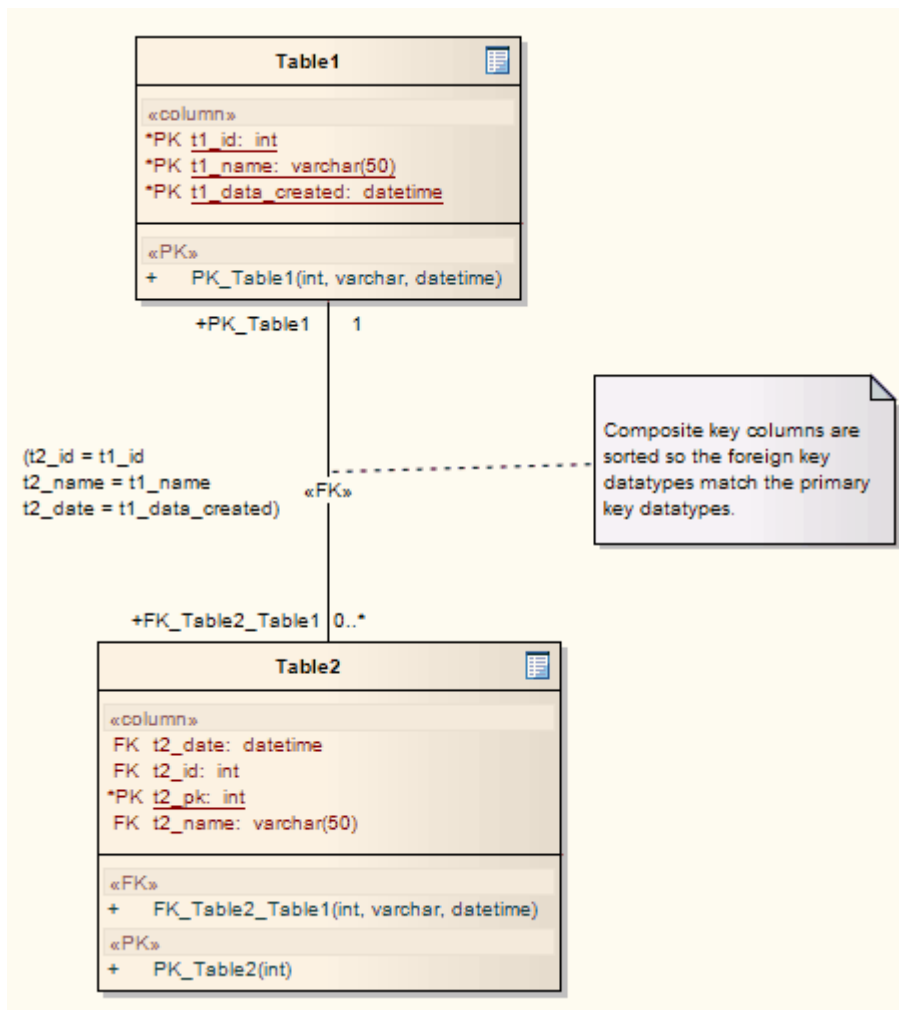 Table1
«column»
*PK t1_id: int
*PK t1_name: varchar(50)
*PK t1_data_created: datetime
«PK»
+ PK_Table1(int, varchar, datetime)
+PK_Table1 1
Composite key columns are
sorted so the foreign key
datatypes match the primary
key datatypes.
(t2_id = t1_id
t2_name = t1_name
t2_date = t1_data_created)
«FK»
+FK_Table2_Table1 0..*
Table2
«column»
FK t2_date: datetime
FK t2_id: int
*PK t2_pk: int
FK t2_name: varchar(50)
«FK»
+ FK_Table2_Table1(int, varchar, datetime)
«PK»
+ PK_Table2(int)